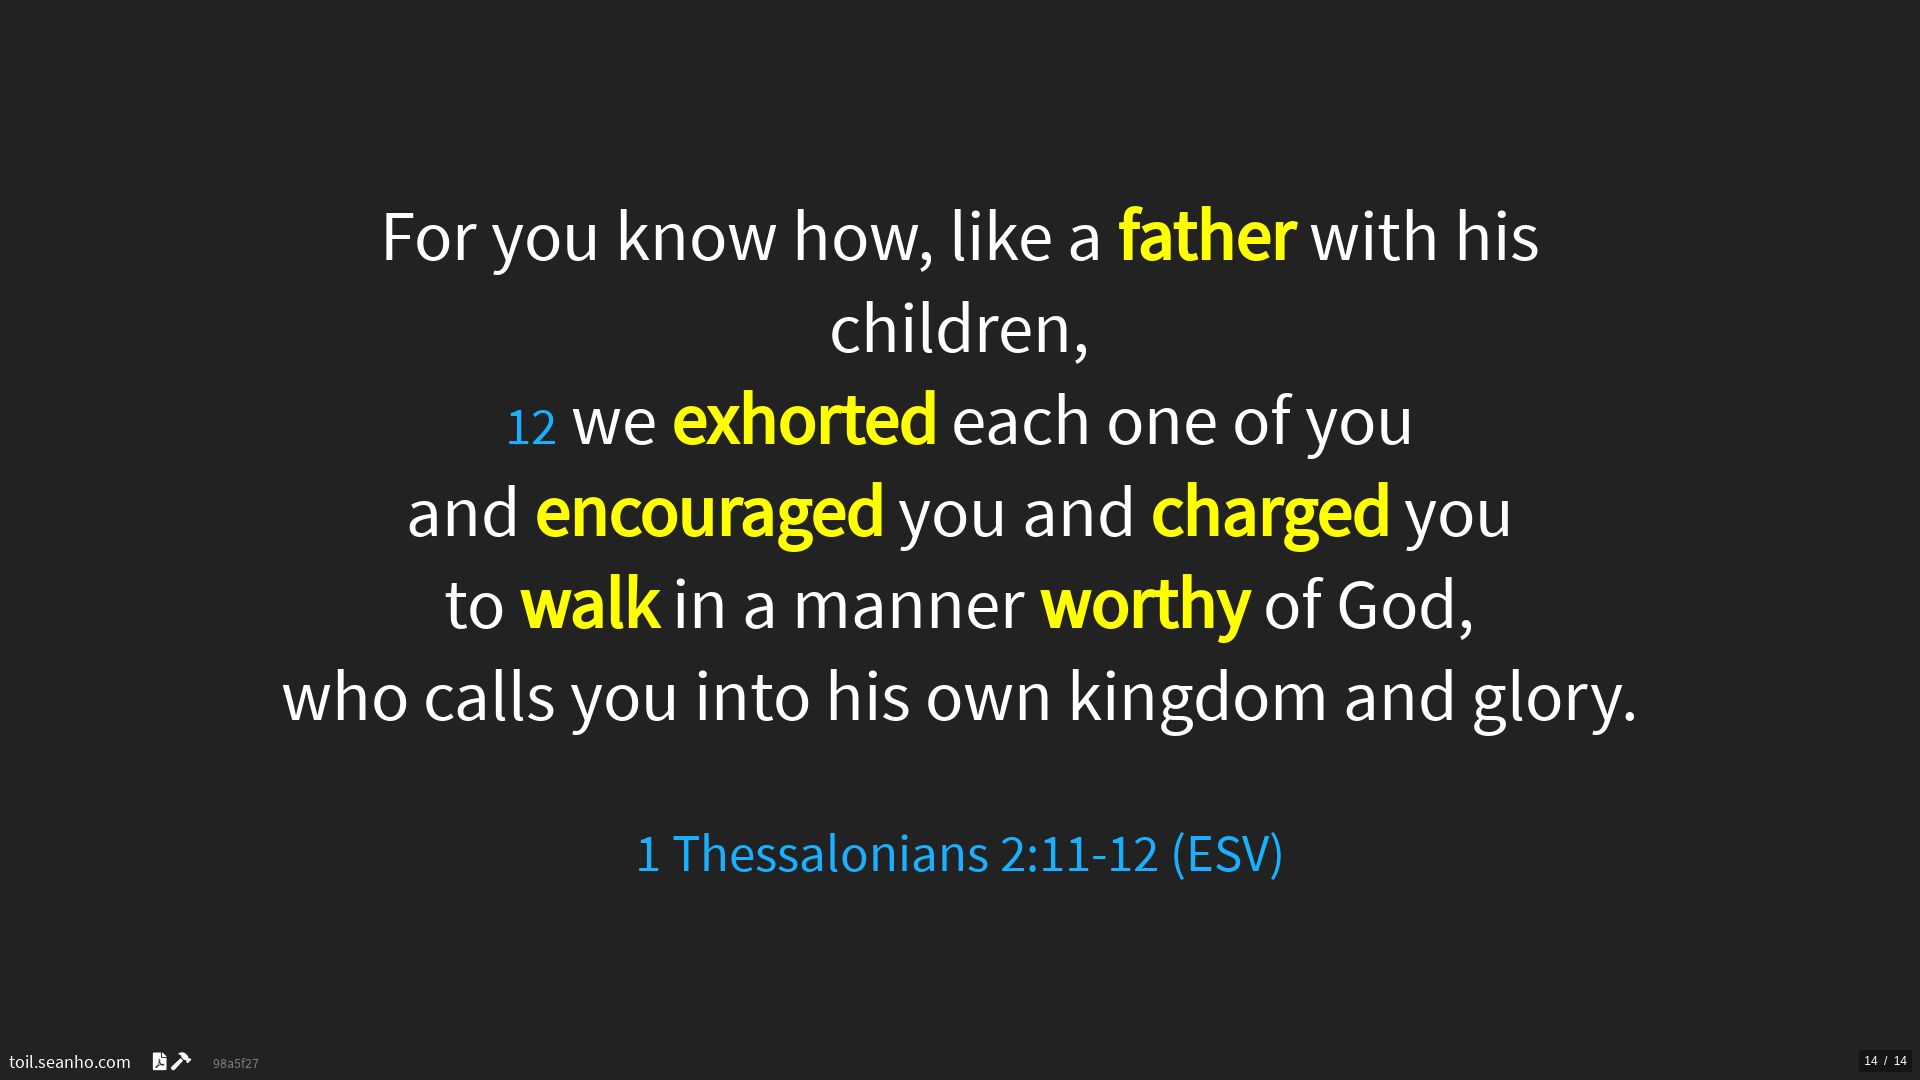 For you know how, like a father with his
children,
12 we exhorted each one of you
and encouraged you and charged you
to walk in a manner worthy of God,
who calls you into his own kingdom and glory.
1 Thessalonians 2:11-12 (ESV)
toil.seanho.com 98a5f27
14 / 14